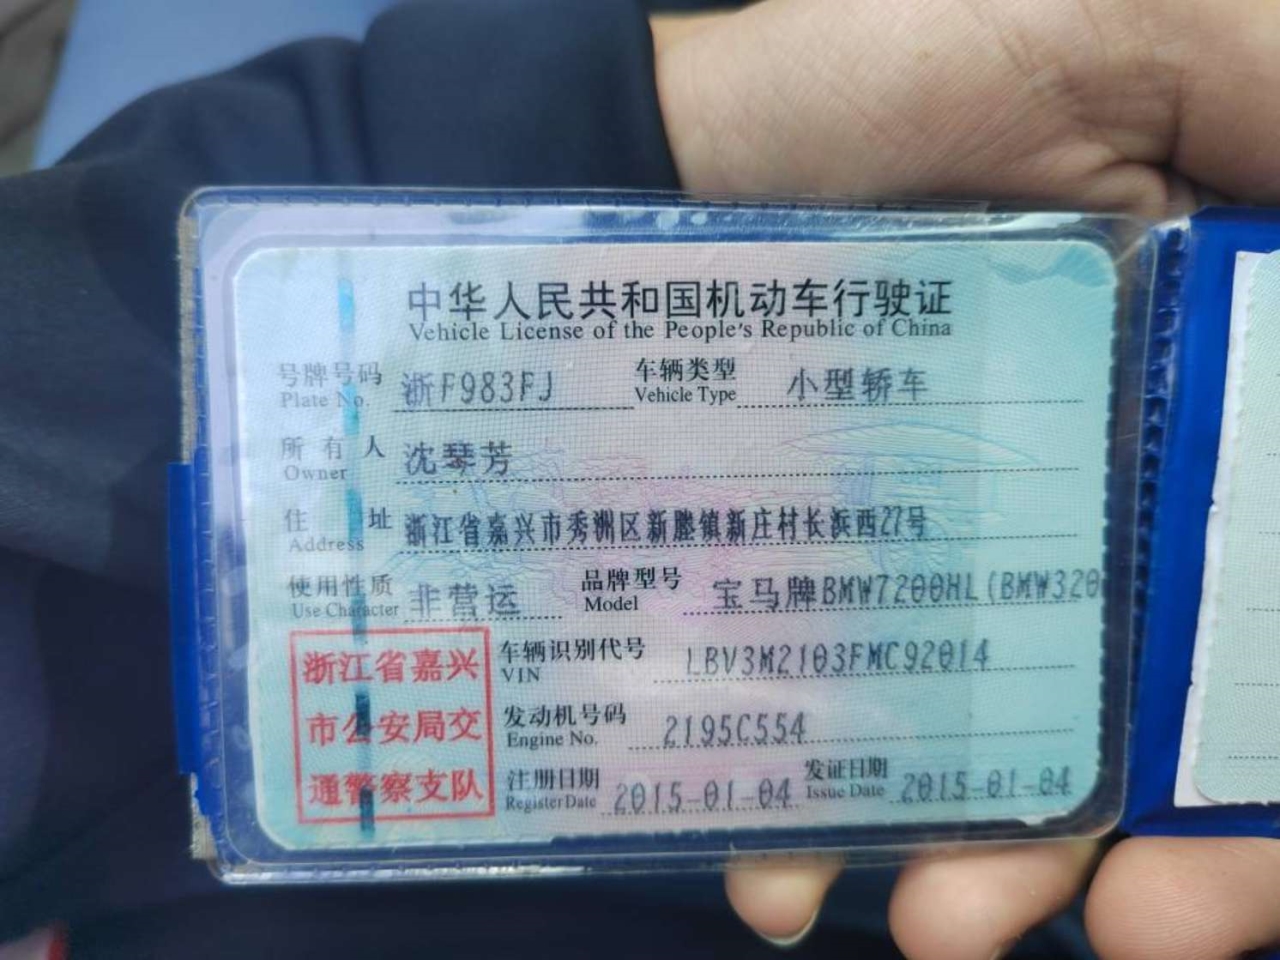 中华人民共和国机动车行驶证
Vehicle License of the People's Republic of China
号牌号码 浙F983FJ 车辆类型 小型轿车
Plate No. Vehicle Type
所有人 沈琴芳
Owner
住址 浙江省嘉兴市秀洲区新塍镇新庄村长浜西27号
Address
使用性质 非营运 品牌型号 宝马牌BMW7200HL(BMW320
Use Character Model
浙江省嘉兴
市公安局交
通警察支队
车辆识别代号 LBV3M2103FMC92014
VIN
发动机号码 2195C554
Engine No.
注册日期 2015-01-04 发证日期 2015-01-04
Register Date Issue Date